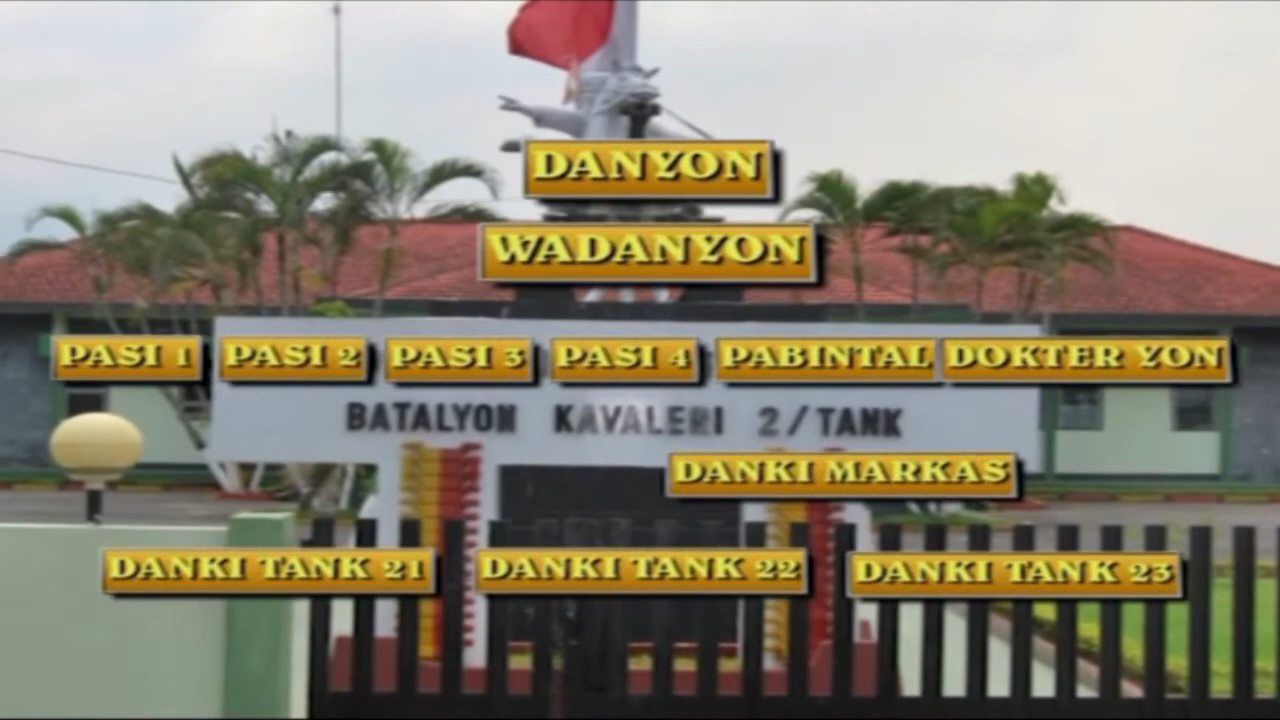 DANYON
WADANYON
PASI 1 PASI 2 PASI 3 PASI 4 PABINTAL DOKTER YON
BATALYON KAVALERI 2/TANK
DANKI MARKAS
DANKI TANK 21 DANKI TANK 22 DANKI TANK 23